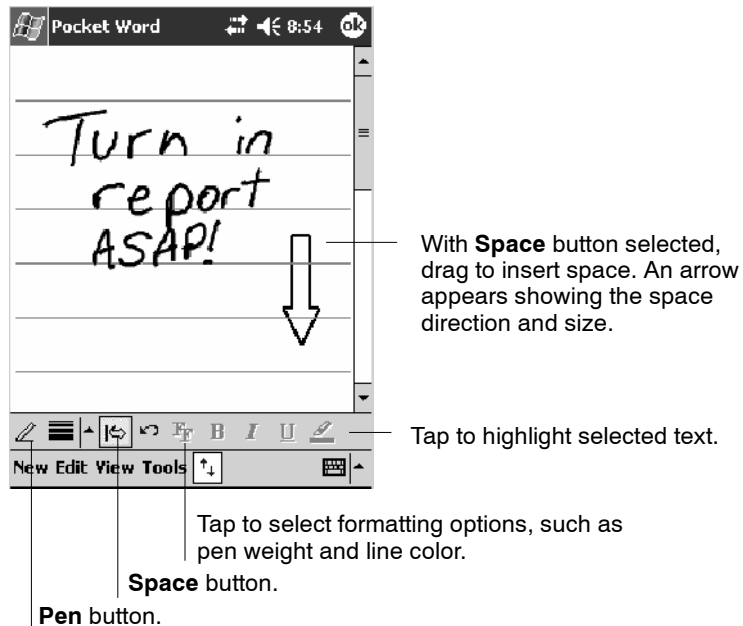 Pocket Word 8:54 ok
Turn in
report
ASAP!
With Space button selected,
drag to insert space. An arrow
appears showing the space
direction and size.
B I U
Tap to highlight selected text.
New Edit View Tools
Tap to select formatting options, such as
pen weight and line color.
Space button.
Pen button.